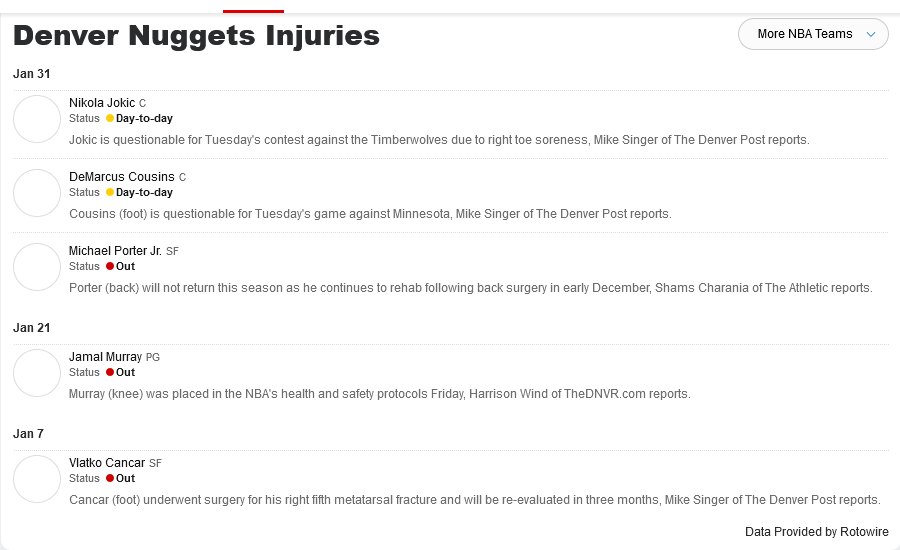 Denver Nuggets Injuries
More NBA Teams
Jan 31
Nikola Jokic C
Status Day-to-day
Jokic is questionable for Tuesday's contest against the Timberwolves due to right toe soreness, Mike Singer of The Denver Post reports.
DeMarcus Cousins C
Status Day-to-day
Cousins (foot) is questionable for Tuesday's game against Minnesota, Mike Singer of The Denver Post reports.
Michael Porter Jr. SF
Status Out
Porter (back) will not return this season as he continues to rehab following back surgery in early December, Shams Charania of The Athletic reports.
Jan 21
Jamal Murray PG
Status Out
Murray (knee) was placed in the NBA's health and safety protocols Friday, Harrison Wind of TheDNVR.com reports.
Jan 7
Vlatko Cancar SF
Status Out
Cancar (foot) underwent surgery for his right fifth metatarsal fracture and will be re-evaluated in three months, Mike Singer of The Denver Post reports.
Data Provided by Rotowire